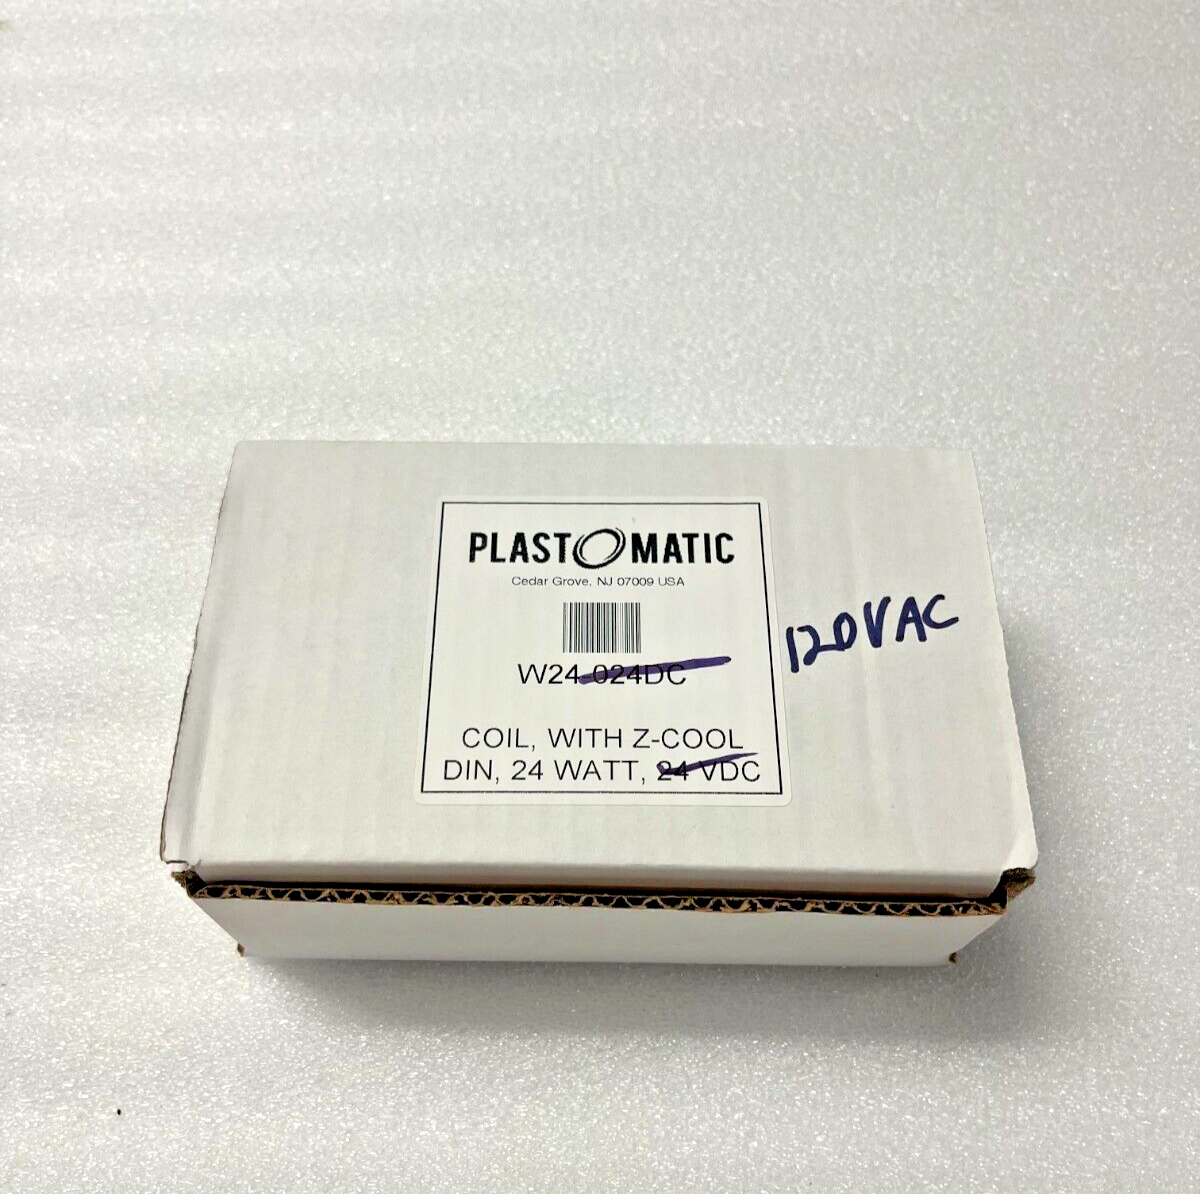 PLASTOMATIC
Cedar Grove, NJ 07009 USA
W24-024DC
120VAC
COIL, WITH Z-COOL
DIN, 24 WATT, 24 VDC